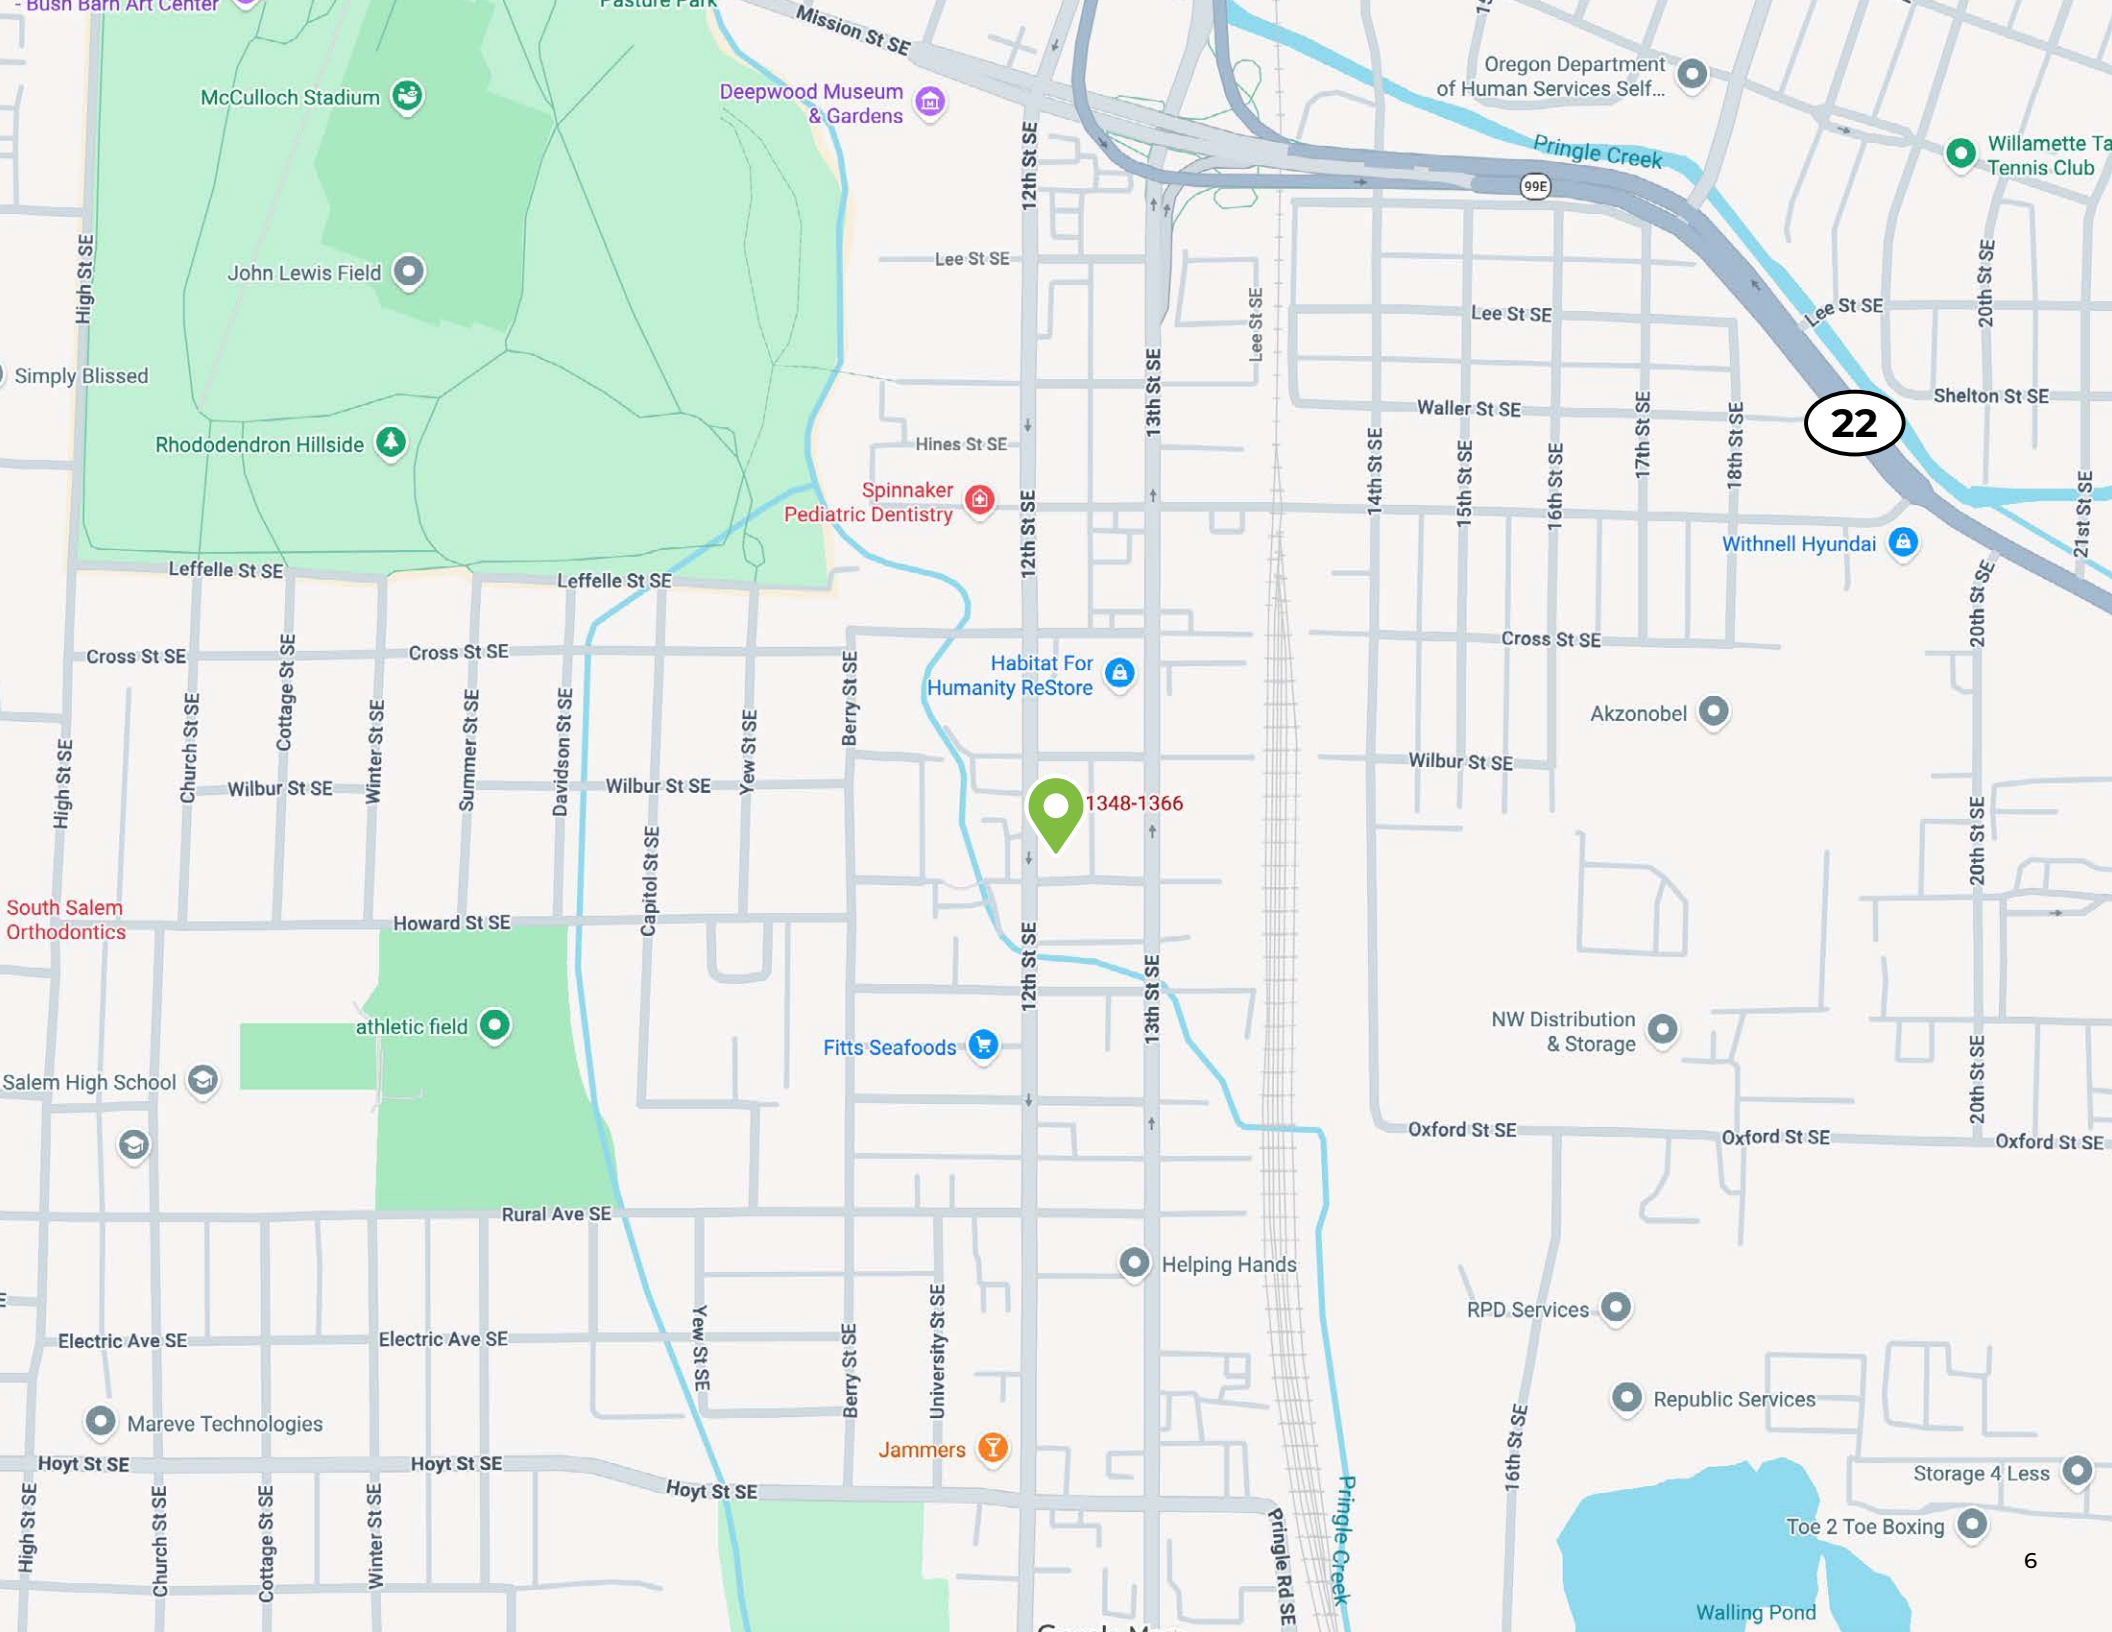 - Bush Barn Art Center
Pasture Park
Mission St SE
McCulloch Stadium
Deepwood Museum
& Gardens
12th St SE
Oregon Department
of Human Services Self...
Pringle Creek
99E
Willamette Ta
Tennis Club
High St SE
John Lewis Field
Lee St SE
Lee St SE
Lee St SE
Lee St SE
20th St SE
Simply Blissed
13th St SE
Waller St SE
Shelton St SE
22
Rhododendron Hillside
Hines St SE
14th St SE
15th St SE
16th St SE
17th St SE
18th St SE
Spinnaker
Pediatric Dentistry
12th St SE
Withnell Hyundai
21st St SE
Leffelle St SE
Leffelle St SE
20th St SE
Cross St SE
Cross St SE
Cross St SE
Habitat For
Humanity ReStore
Akzonobel
High St SE
Church St SE
Cottage St SE
Winter St SE
Summer St SE
Davidson St SE
Yew St SE
Berry St SE
Wilbur St SE
Wilbur St SE
Wilbur St SE
1348-1366
Capitol St SE
20th St SE
South Salem
Orthodontics
Howard St SE
12th St SE
13th St SE
athletic field
NW Distribution
& Storage
Fitts Seafoods
Salem High School
20th St SE
Oxford St SE
Oxford St SE
Oxford St SE
Rural Ave SE
Helping Hands
RPD Services
Electric Ave SE
Electric Ave SE
Yew St SE
Berry St SE
University St SE
Mareve Technologies
Republic Services
16th St SE
Jammers
Hoyt St SE
Hoyt St SE
Hoyt St SE
Storage 4 Less
Toe 2 Toe Boxing
High St SE
Church St SE
Cottage St SE
Winter St SE
Pringle Rd SE
Pringle Creek
6
Walling Pond